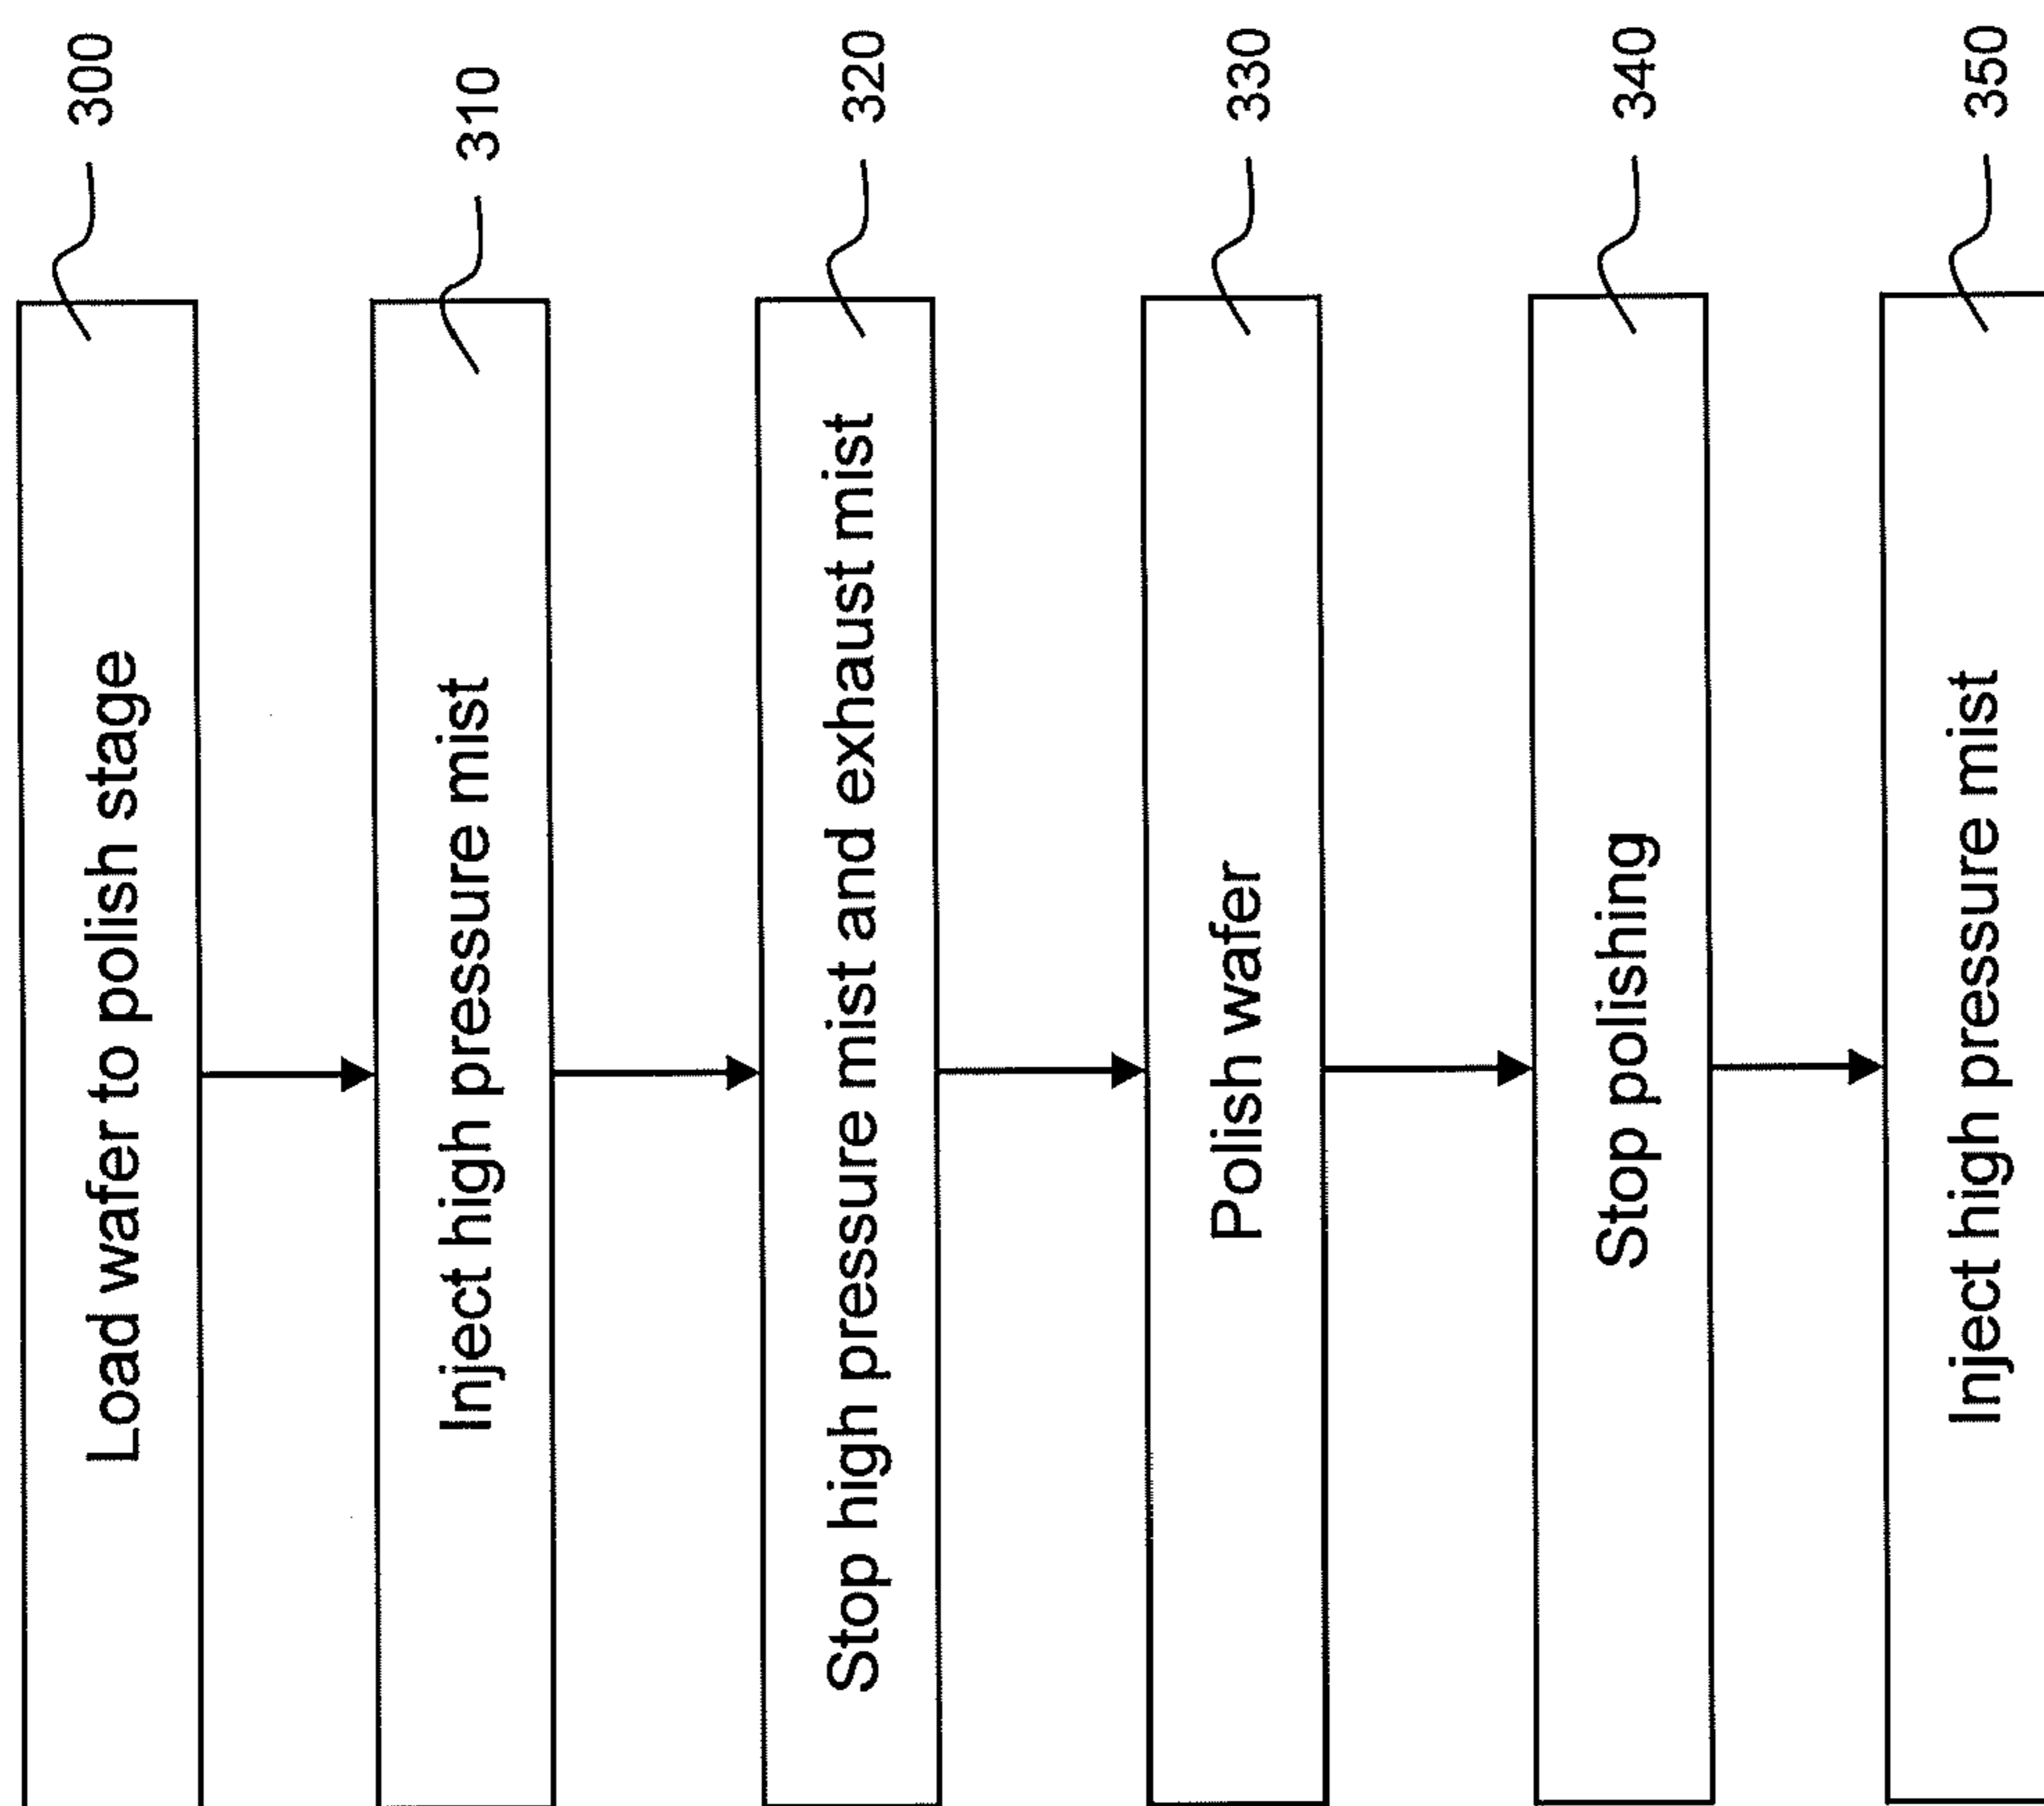 Load wafer to polish stage
300
Inject high pressure mist
310
Stop high pressure mist and exhaust mist
320
Polish wafer
330
Stop polishing
340
Inject high pressure mist
350